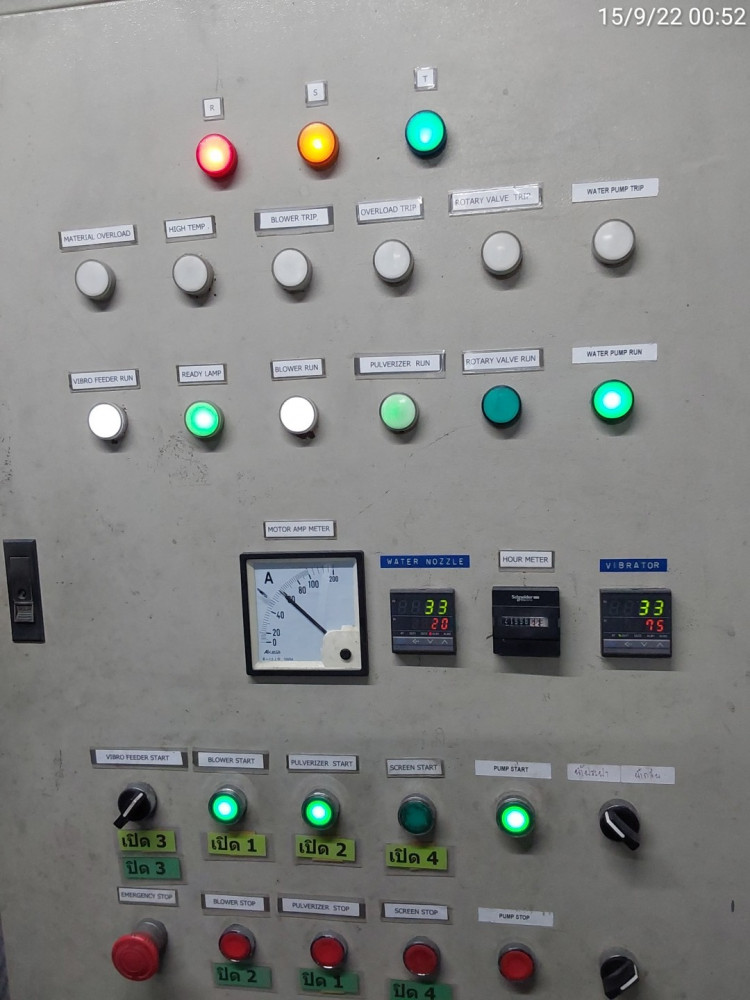 15/9/22 00:52
R
S
T
MATERIAL OVERLOAD
HIGH TEMP.
BLOWER TRIP
OVERLOAD TRIP
ROTARY VALVE TRIP
WATER PUMP TRIP
VIBRO FEEDER RUN
READY LAMP
BLOWER RUN
PULVERIZER RUN
ROTARY VALVE RUN
WATER PUMP RUN
MOTOR AMP METER
WATER NOZZLE
HOUR METER
VIBRATOR
A
0
20
40
80
100
200
33
20
Schneider
33
75
VIBRO FEEDER START
BLOWER START
PULVERIZER START
SCREEN START
PUMP START
เปิด 3
เปิด 1
เปิด 2
เปิด 4
ปิด 3
EMERGENCY STOP
BLOWER STOP
PULVERIZER STOP
SCREEN STOP
PUMP STOP
ปิด 2
ปิด 1
ปิด 4